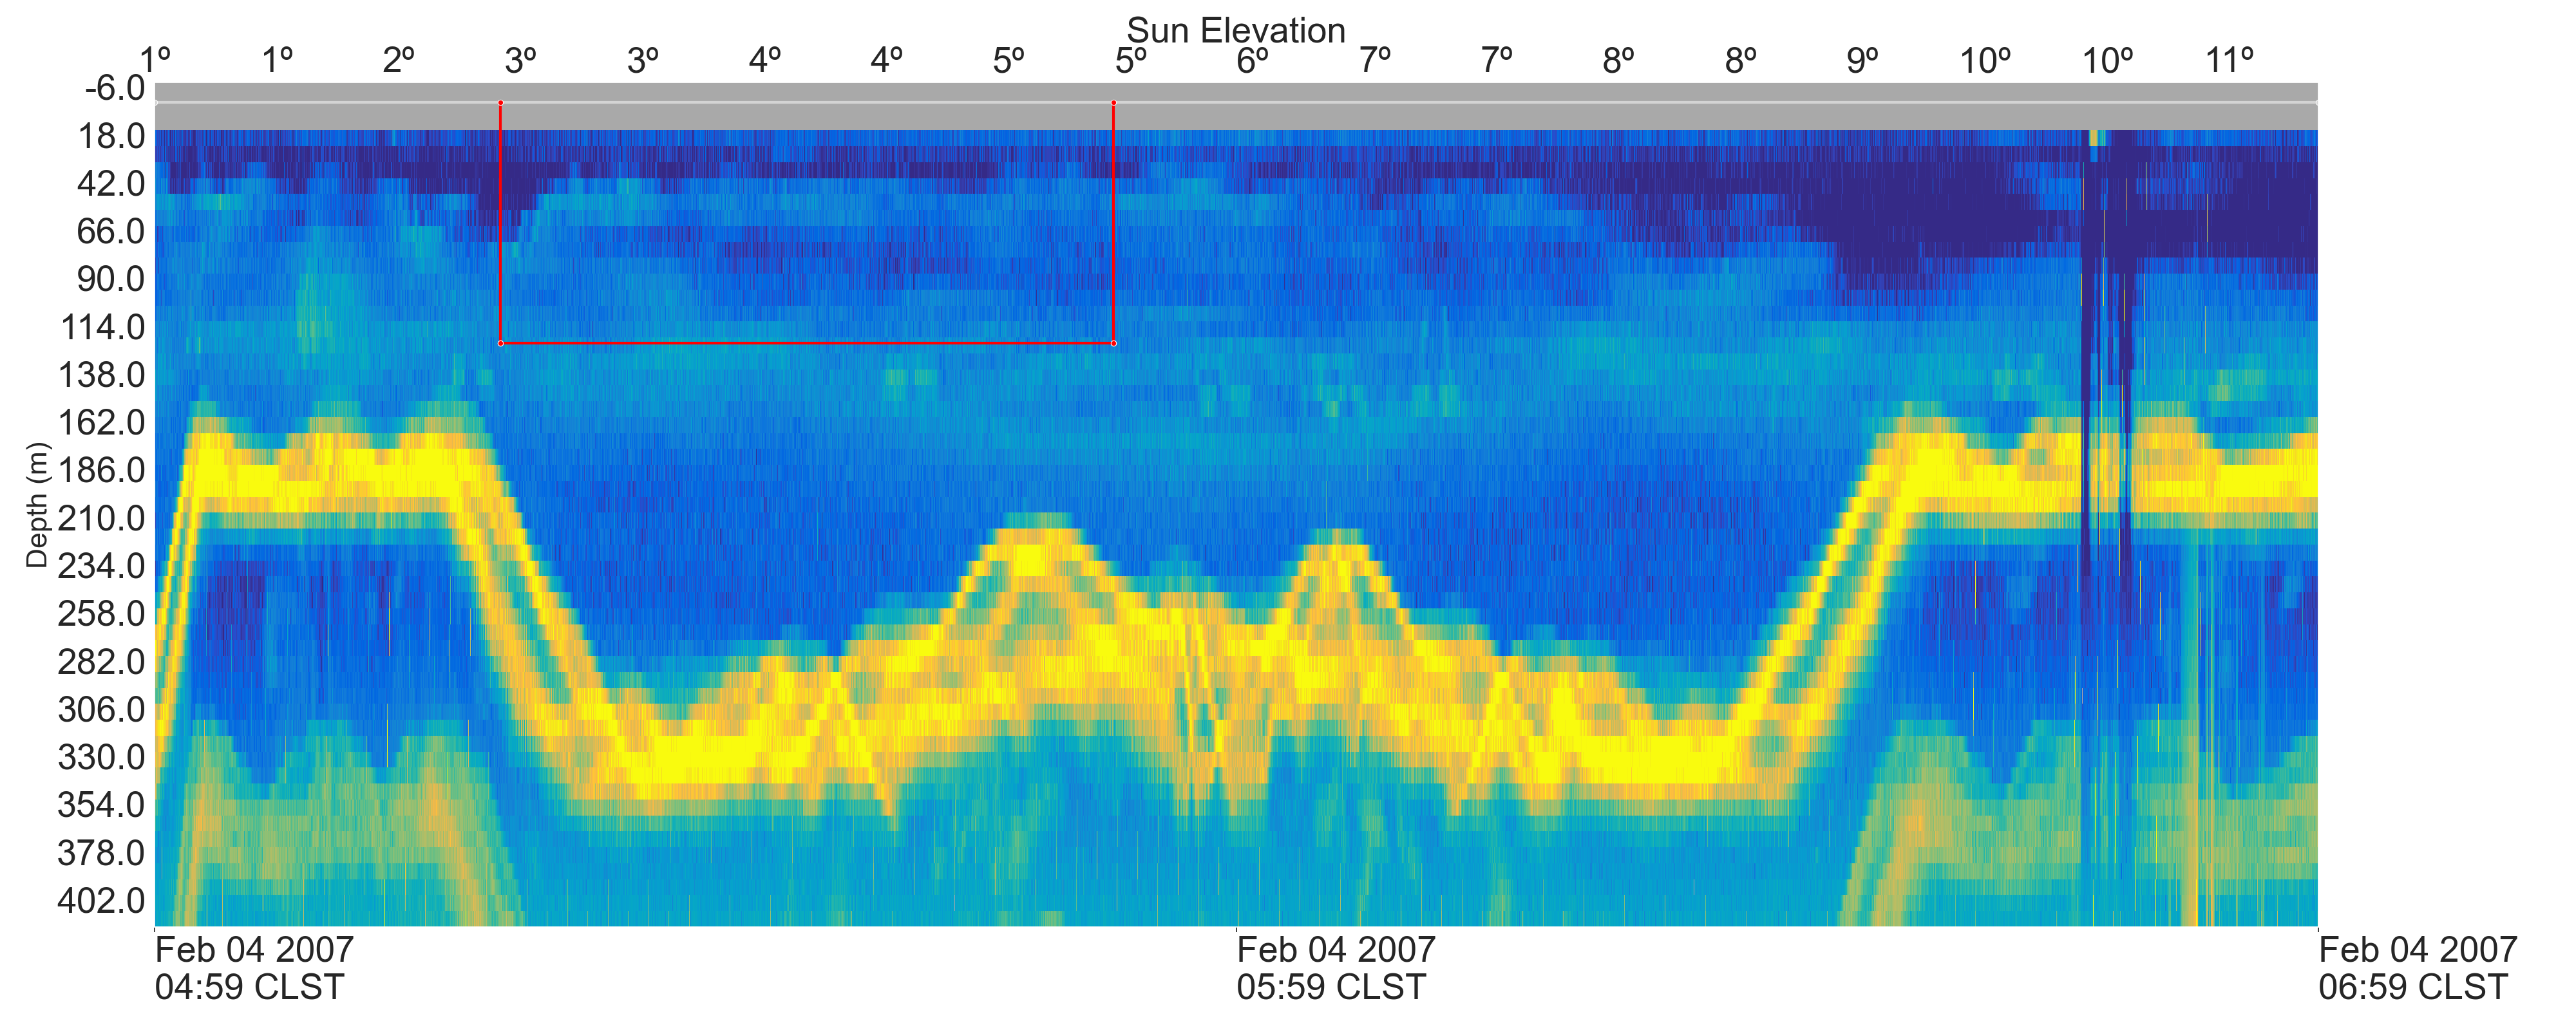 Sun Elevation
1º 1º 2º 3º 3º 4º 4º 5º 5º 6º 7º 7º 8º 8º 9º 10º 10º 11º
-6.0
18.0
42.0
66.0
90.0
114.0
138.0
162.0
186.0
210.0
234.0
258.0
282.0
306.0
330.0
354.0
378.0
402.0
Depth (m)
Feb 04 2007
04:59 CLST
Feb 04 2007
05:59 CLST
Feb 04 2007
06:59 CLST